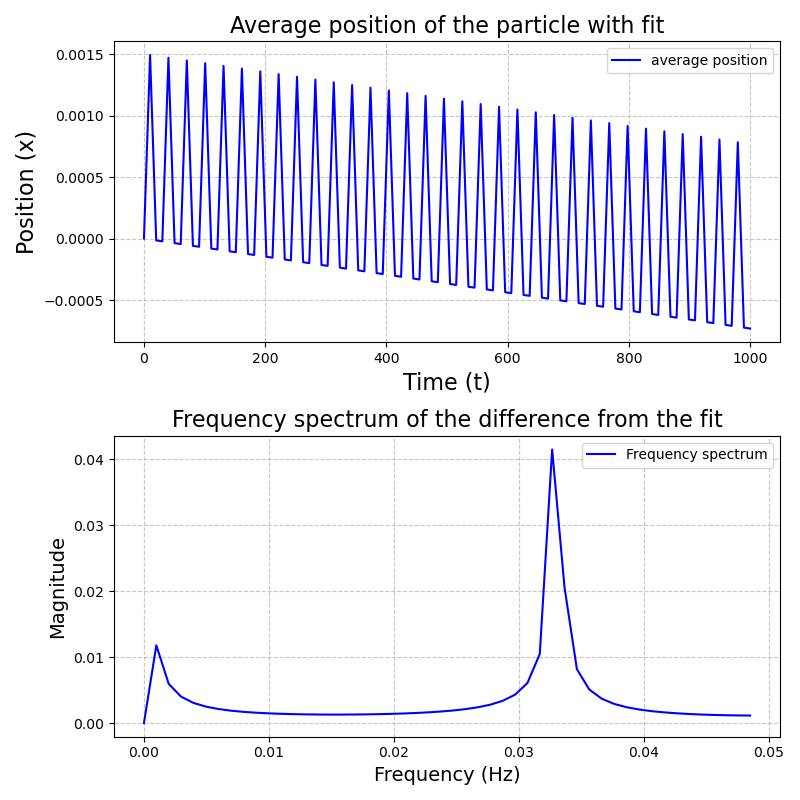 Average position of the particle with fit
average position
Position (x)
0.0015
0.0010
0.0005
0.0000
−0.0005
0 200 400 600 800 1000
Time (t)
Frequency spectrum of the difference from the fit
Frequency spectrum
Magnitude
0.04
0.03
0.02
0.01
0.00
0.00 0.01 0.02 0.03 0.04 0.05
Frequency (Hz)